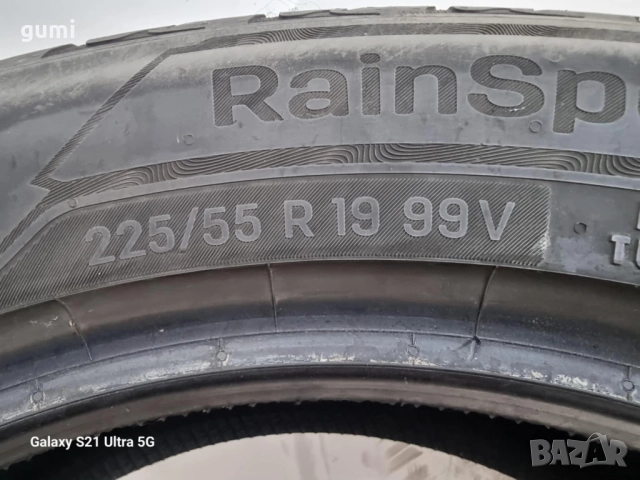 gumi
RainSp
225/55 R 19 99V
Galaxy S21 Ultra 5G
BAZAR